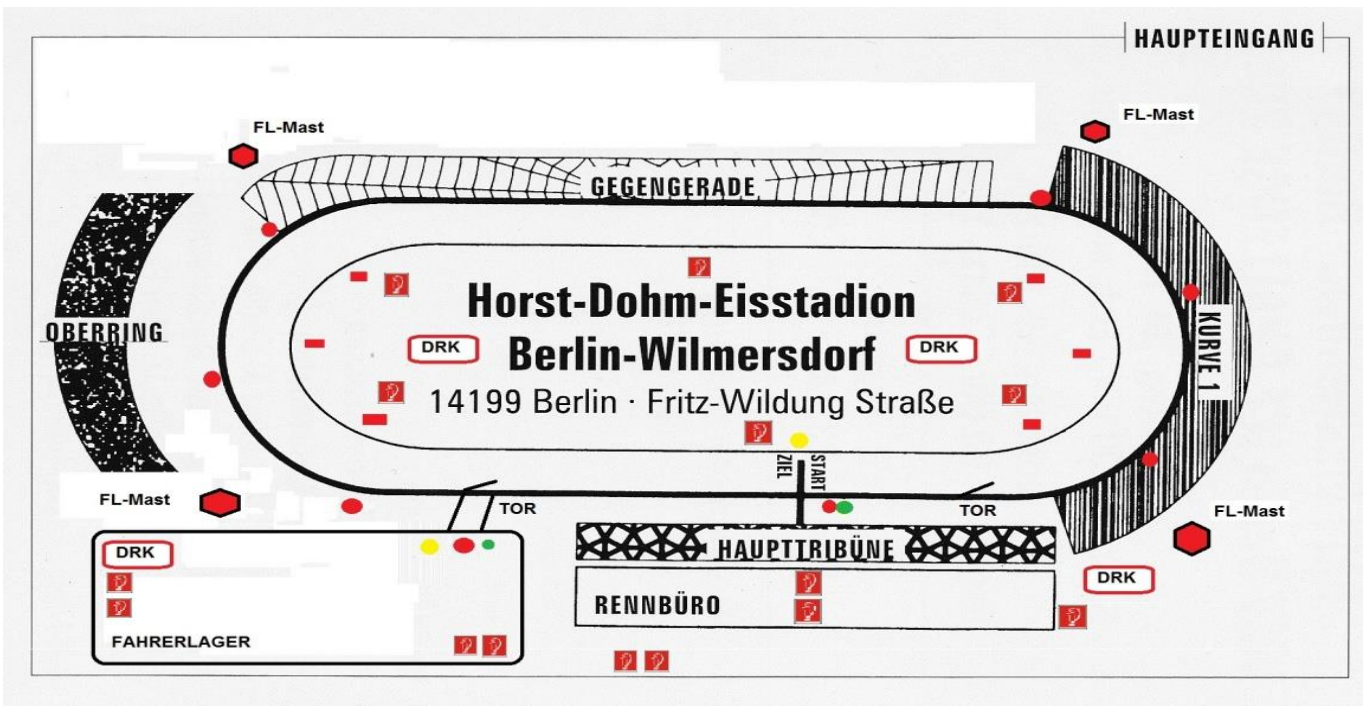 HAUPTEINGANG
FL-Mast
FL-Mast
GEGENGERADE
Horst-Dohm-Eisstadion
OBERRING
KURVE 1
DRK
Berlin-Wilmersdorf
DRK
14199 Berlin · Fritz-Wildung Straße
ZIEL
START
FL-Mast
TOR
TOR
FL-Mast
DRK
HAUPTTRIBÜNE
DRK
RENNBÜRO
FAHRERLAGER